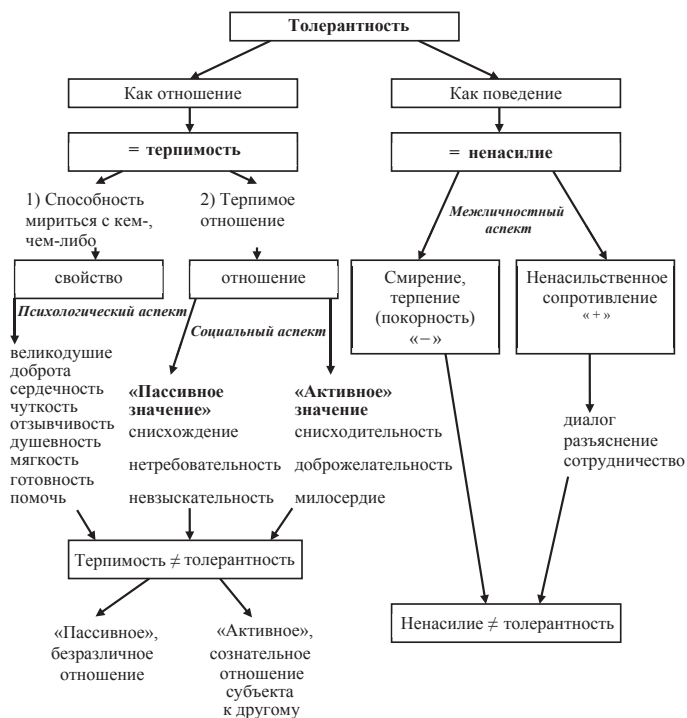 Толерантность
Как отношение
Как поведение
= терпимость
= ненасилие
1) Способность
мириться с кем-,
чем-либо
2) Терпимое
отношение
Межличностный
аспект
свойство
отношение
Смирение,
терпение
(покорность)
«–»
Ненасильственное
сопротивление
«+»
Психологический аспект
Социальный аспект
великодушие
доброта
сердечность
чуткость
отзывчивость
душевность
мягкость
готовность
помочь
«Пассивное
значение»
снисхождение
нетребовательность
невзыскательность
«Активное»
значение
снисходительность
доброжелательность
милосердие
диалог
разъяснение
сотрудничество
Терпимость ≠ толерантность
Ненасилие ≠ толерантность
«Пассивное»,
безразличное
отношение
«Активное»,
сознательное
отношение
субъекта
к другому